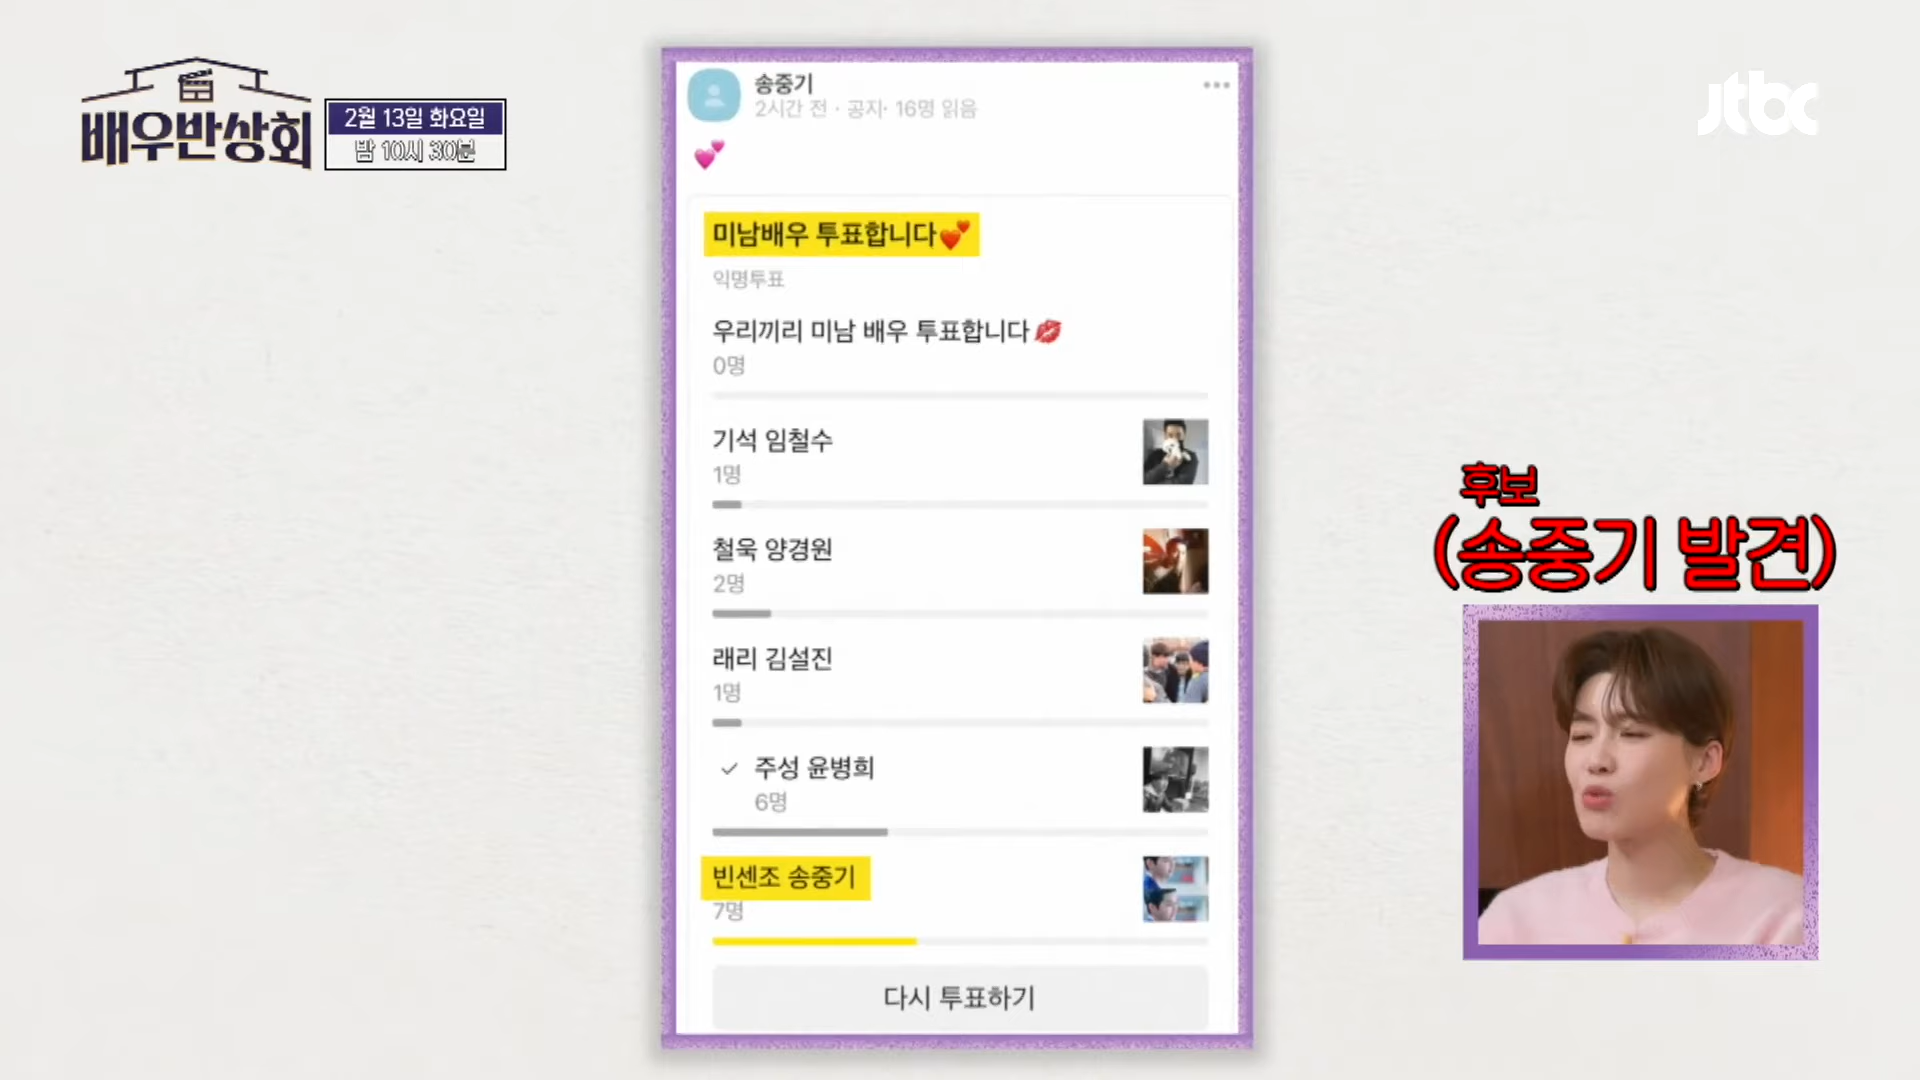 배우반상회
2월 13일 화요일
밤 10시 30분
jtbc
송중기
2시간 전 · 공지· 16명 읽음
💕
미남배우 투표합니다💕
익명투표
우리끼리 미남 배우 투표합니다💋
0명
기석 임철수
1명
철욱 양경원
2명
래리 김설진
1명
✓ 주성 윤병희
6명
빈센조 송중기
7명
다시 투표하기
후보
(송중기 발견)